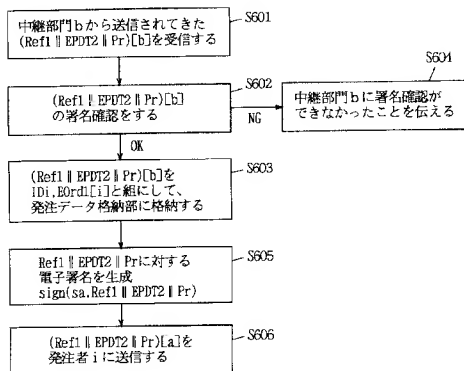 中継部門bから送信されてきた
(Ref1∥EPDT2∥Pr)[b]を受信する
S601
(Ref1∥EPDT2∥Pr)[b]
の署名確認をする
S602
NG
中継部門bに署名確認が
できなかったことを伝える
S604
OK
(Ref1∥EPDT2∥Pr)[b]を
iDi,EOrd1[i]と組にして、
発注データ格納部に格納する
S603
Ref1∥EPDT2∥Prに対する
電子署名を生成
sign(sa,Ref1∥EPDT2∥Pr)
S605
(Ref1∥EPDT2∥Pr)[a]を
発注者iに送信する
S606